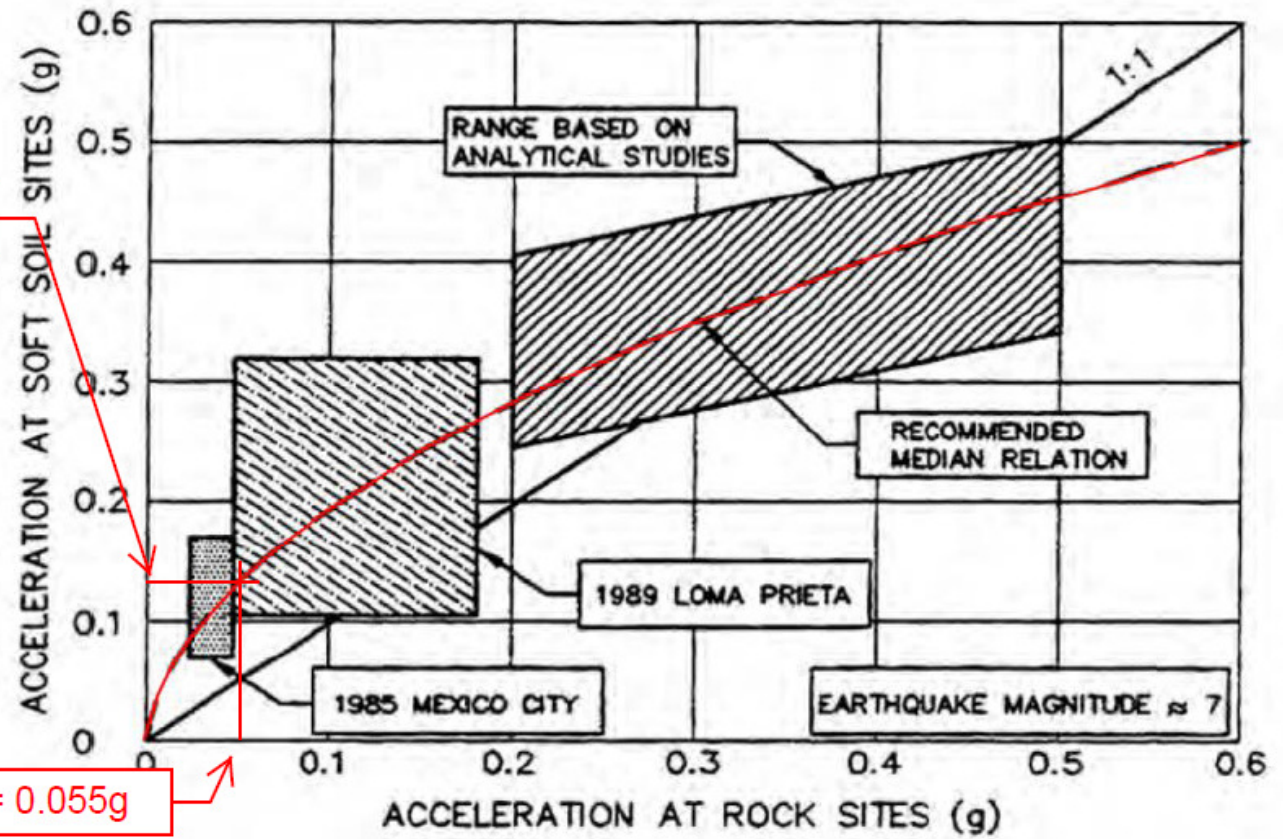 ACCELERATION AT SOFT SOIL SITES (g)
0.6
0.5
0.4
0.3
0.2
0.1
0
1:1
RANGE BASED ON
ANALYTICAL STUDIES
RECOMMENDED
MEDIAN RELATION
1989 LOMA PRIETA
1985 MEXICO CITY
EARTHQUAKE MAGNITUDE ≈ 7
= 0.055g
0 0.1 0.2 0.3 0.4 0.5 0.6
ACCELERATION AT ROCK SITES (g)